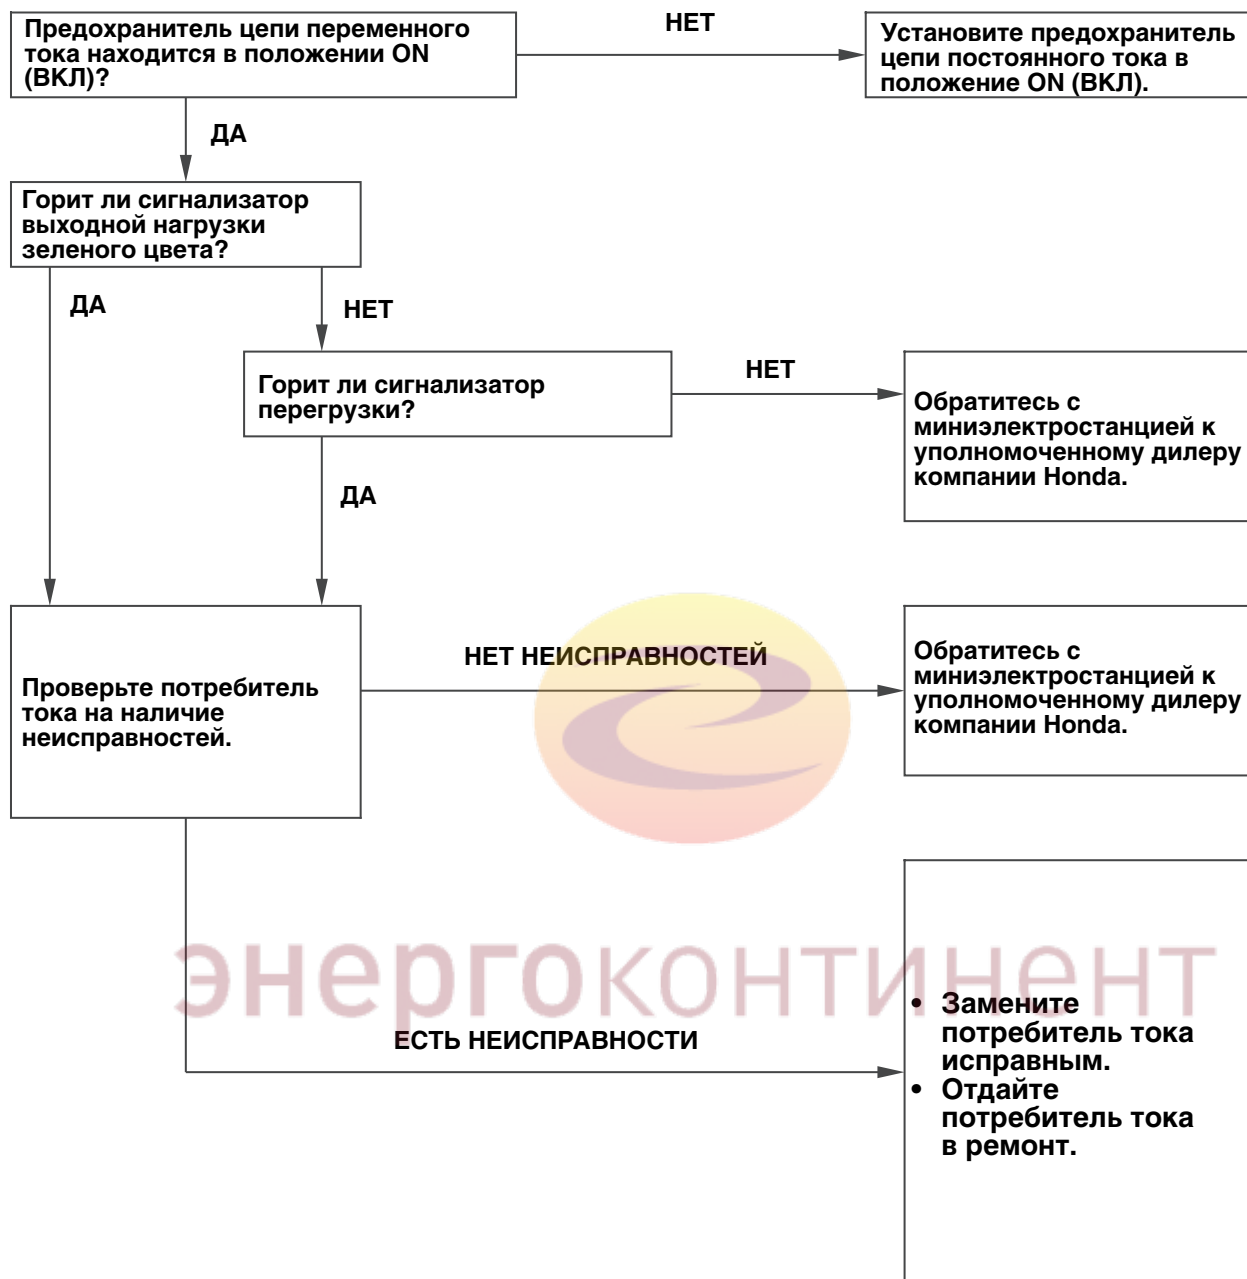 Предохранитель цепи переменного
тока находится в положении ON
(ВКЛ)?
НЕТ
Установите предохранитель
цепи постоянного тока в
положение ON (ВКЛ).
ДА
Горит ли сигнализатор
выходной нагрузки
зеленого цвета?
ДА
НЕТ
Горит ли сигнализатор
перегрузки?
НЕТ
Обратитесь с
миниэлектростанцией к
уполномоченному дилеру
компании Honda.
ДА
Проверьте потребитель
тока на наличие
неисправностей.
НЕТ НЕИСПРАВНОСТЕЙ
Обратитесь с
миниэлектростанцией к
уполномоченному дилеру
компании Honda.
энергоконтинент
ЕСТЬ НЕИСПРАВНОСТИ
• Замените
потребитель тока
исправным.
• Отдайте
потребитель тока
в ремонт.